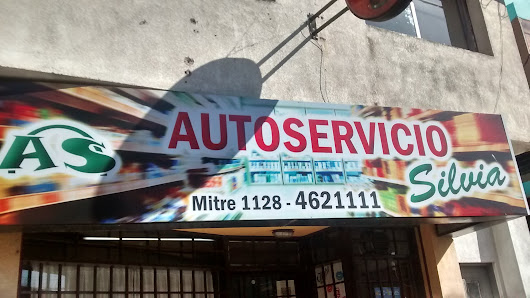 AS
AUTOSERVICIO
Silvia
Mitre 1128 - 4621111